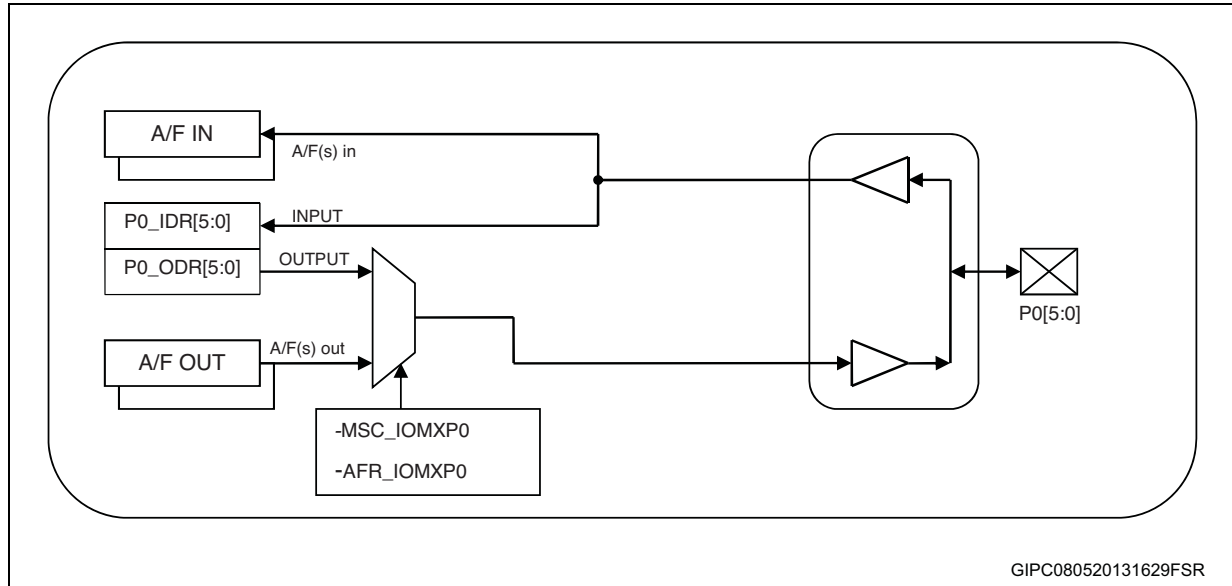 A/F IN
A/F(s) in
P0_IDR[5:0]
INPUT
P0_ODR[5:0]
OUTPUT
P0[5:0]
A/F OUT
A/F(s) out
-MSC_IOMXP0
-AFR_IOMXP0
GIPC080520131629FSR